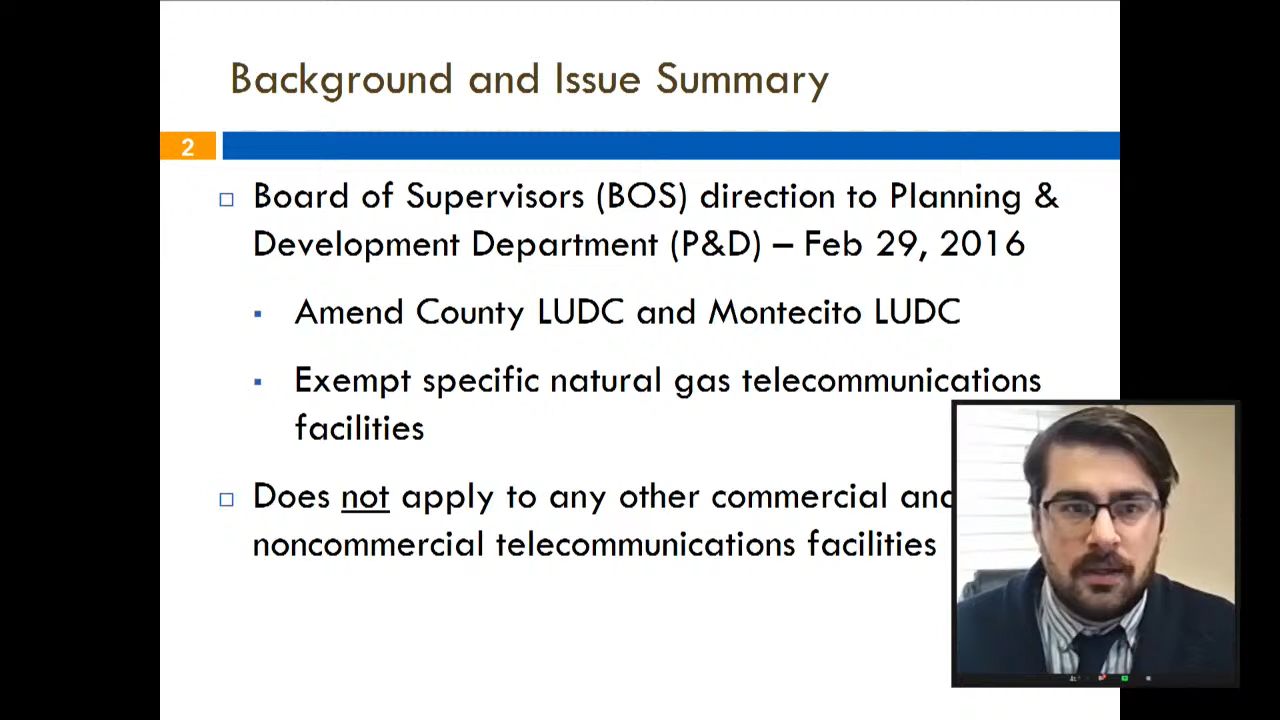 Background and Issue Summary
2
Board of Supervisors (BOS) direction to Planning &
Development Department (P&D) – Feb 29, 2016
Amend County LUDC and Montecito LUDC
Exempt specific natural gas telecommunications
facilities
Does not apply to any other commercial and
noncommercial telecommunications facilities